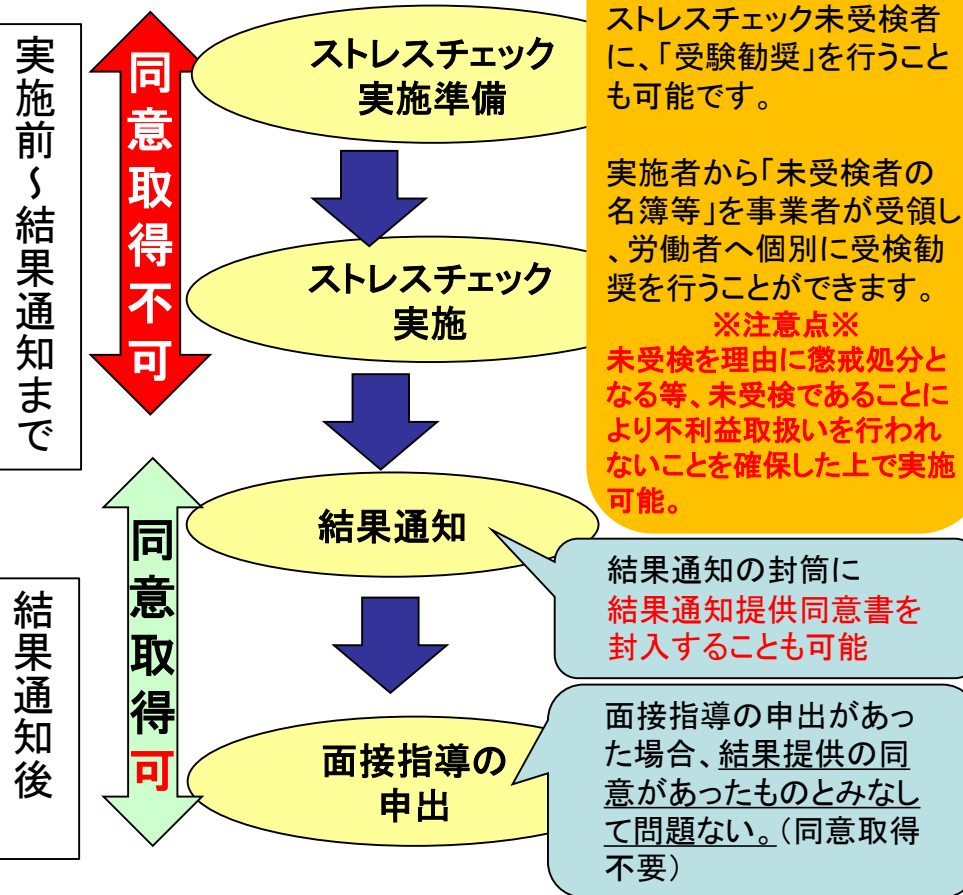 実施前～結果通知まで
同意取得不可
ストレスチェック
実施準備
ストレスチェック
実施
ストレスチェック未受検者
に、「受験勧奨」を行うこと
も可能です。
実施者から「未受検者の
名簿等」を事業者が受領し
、労働者へ個別に受検勧
奨を行うことができます。
※注意点※
未受検を理由に懲戒処分と
なる等、未受検であることに
より不利益取扱いを行われ
ないことを確保した上で実施
可能。
結果通知後
同意取得可
結果通知
結果通知の封筒に
結果通知提供同意書を
封入することも可能
面接指導の
申出
面接指導の申出があっ
た場合、結果提供の同
意があったものとみなし
て問題ない。（同意取得
不要）